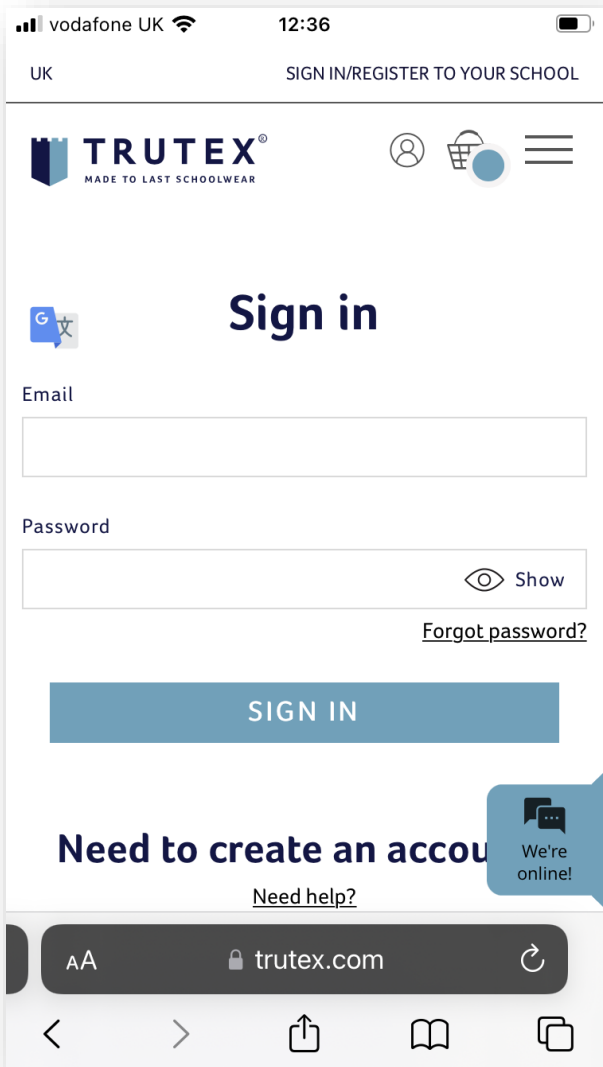 vodafone UK 12:36
UK SIGN IN/REGISTER TO YOUR SCHOOL
TRUTEX®
MADE TO LAST SCHOOLWEAR
G 文
Sign in
Email
Password
Show
Forgot password?
SIGN IN
We're
online!
Need to create an accou
Need help?
AA trutex.com